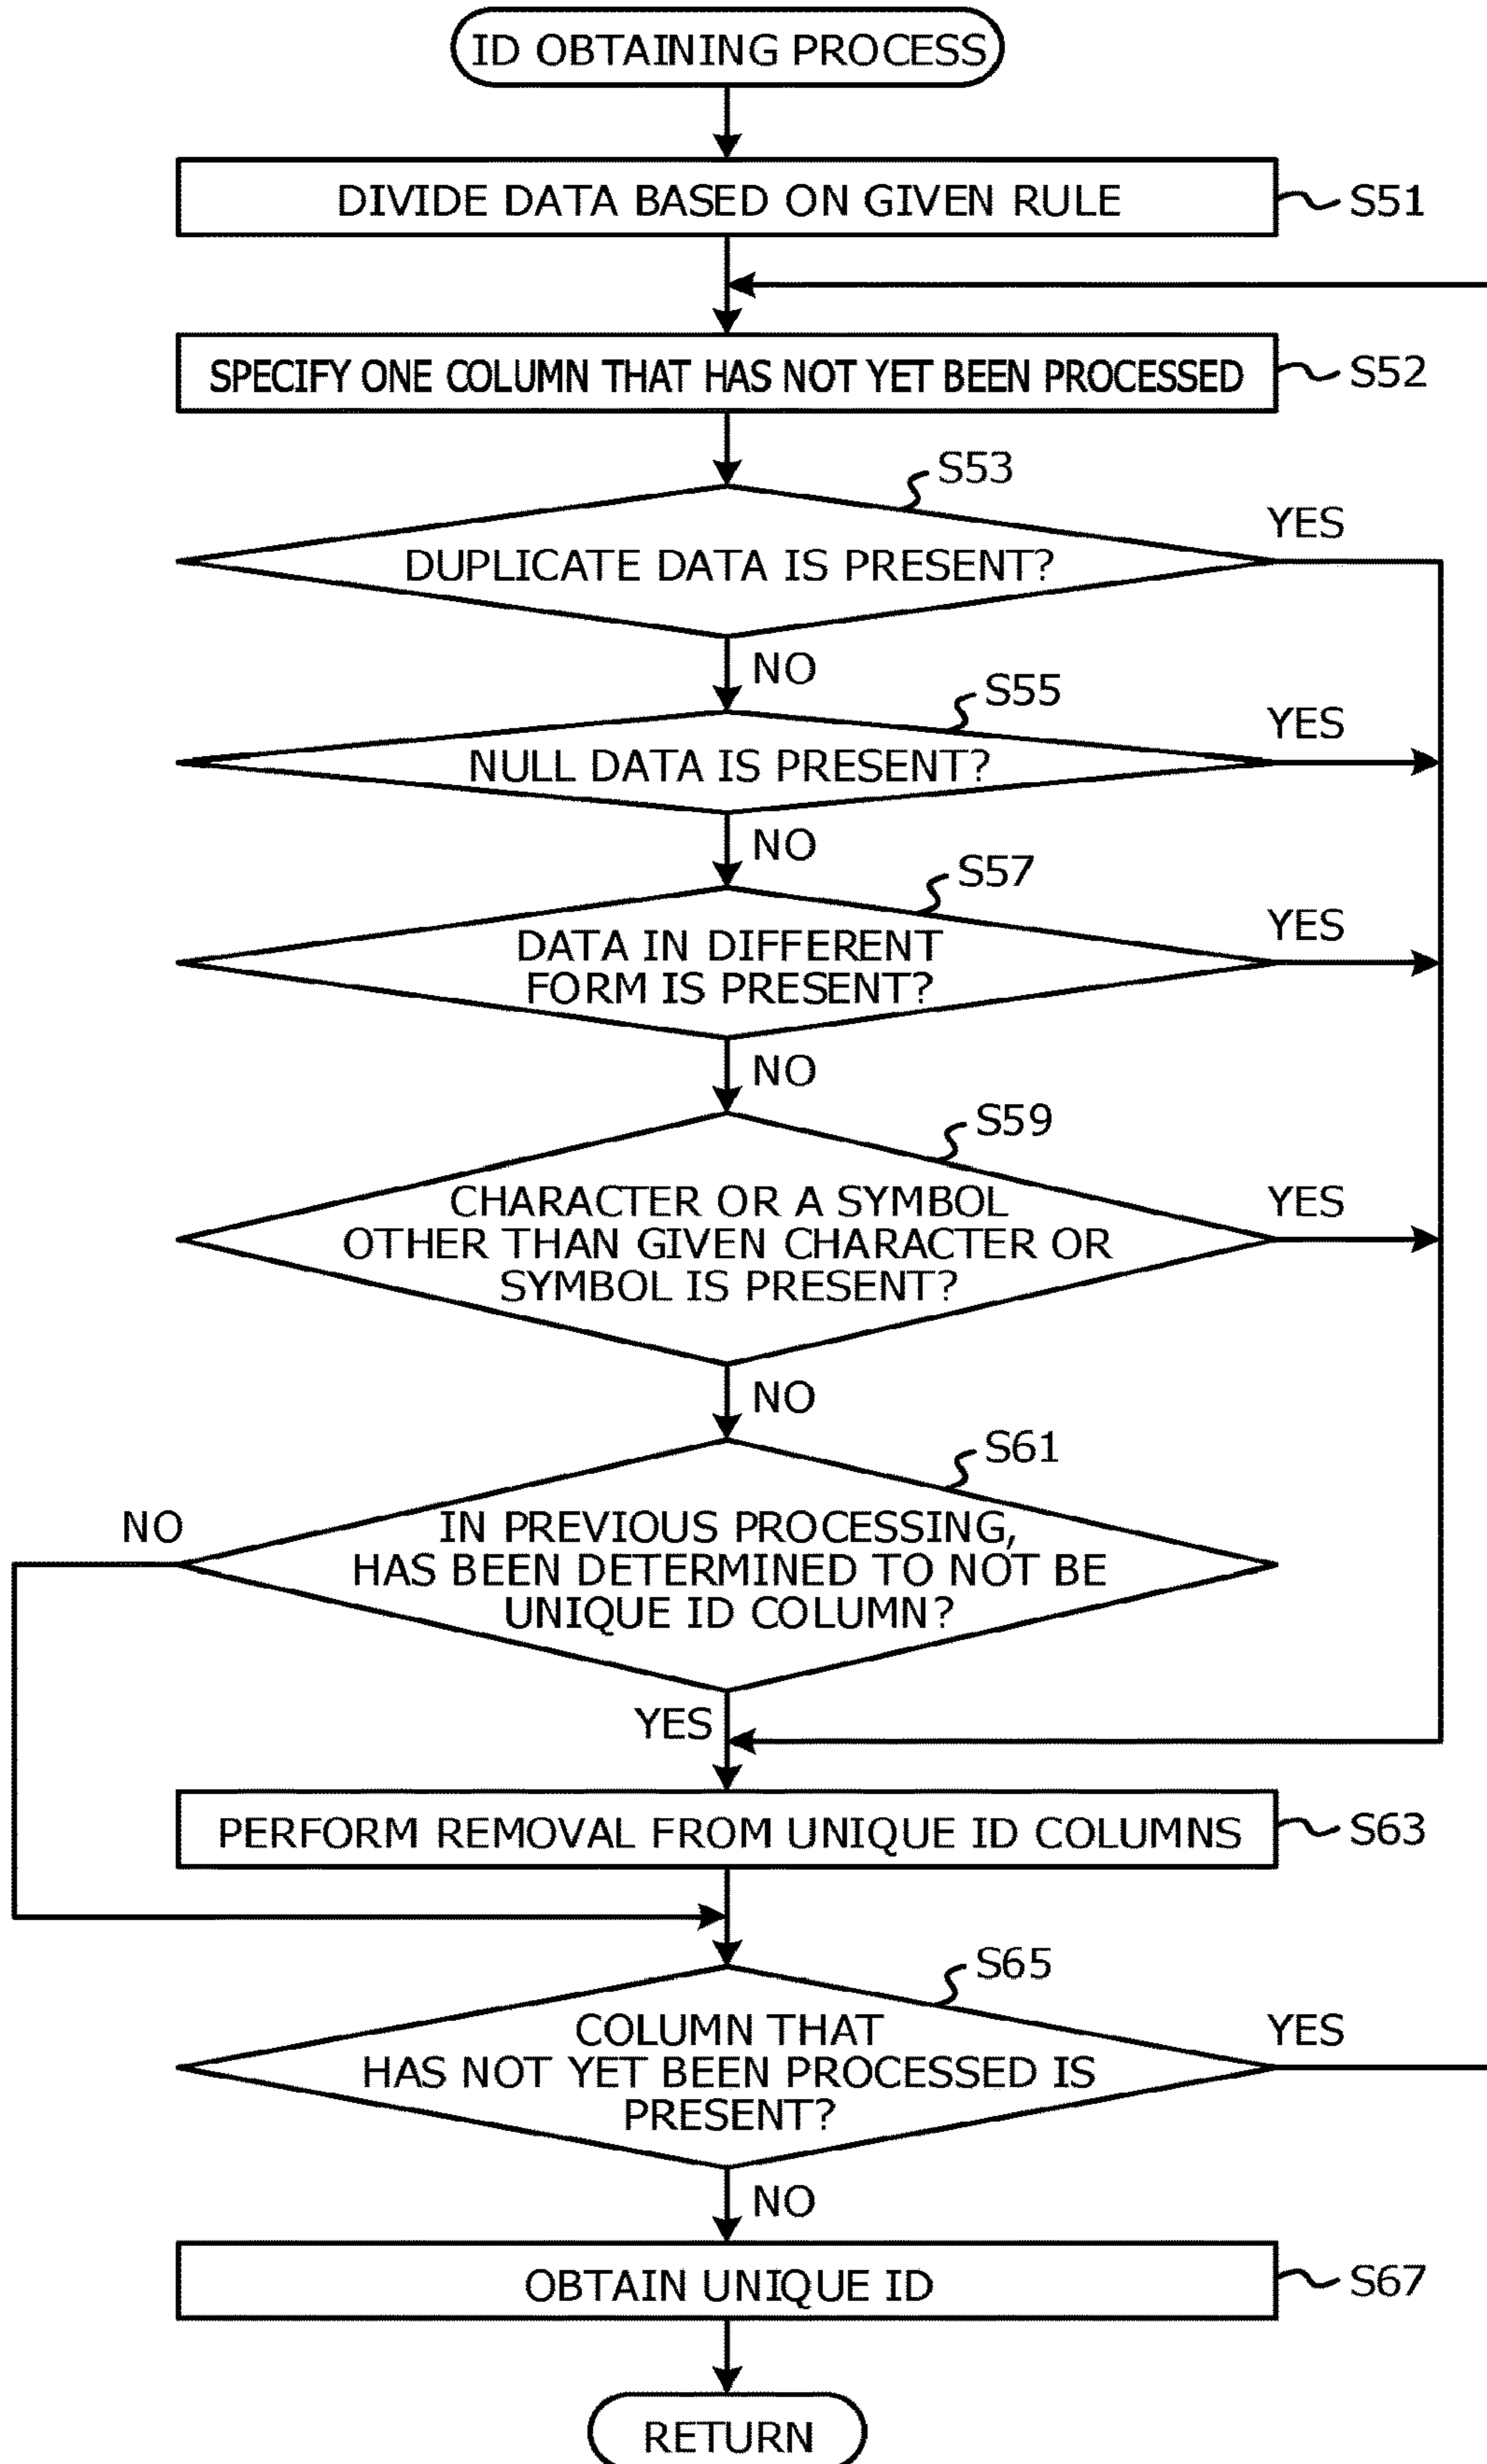 ID OBTAINING PROCESS
DIVIDE DATA BASED ON GIVEN RULE
S51
SPECIFY ONE COLUMN THAT HAS NOT YET BEEN PROCESSED
S52
S53
DUPLICATE DATA IS PRESENT?
YES
NO
S55
NULL DATA IS PRESENT?
YES
NO
S57
DATA IN DIFFERENT
FORM IS PRESENT?
YES
NO
S59
CHARACTER OR A SYMBOL
OTHER THAN GIVEN CHARACTER OR
SYMBOL IS PRESENT?
YES
NO
S61
NO
IN PREVIOUS PROCESSING,
HAS BEEN DETERMINED TO NOT BE
UNIQUE ID COLUMN?
YES
PERFORM REMOVAL FROM UNIQUE ID COLUMNS
S63
S65
COLUMN THAT
HAS NOT YET BEEN PROCESSED IS
PRESENT?
YES
NO
OBTAIN UNIQUE ID
S67
RETURN